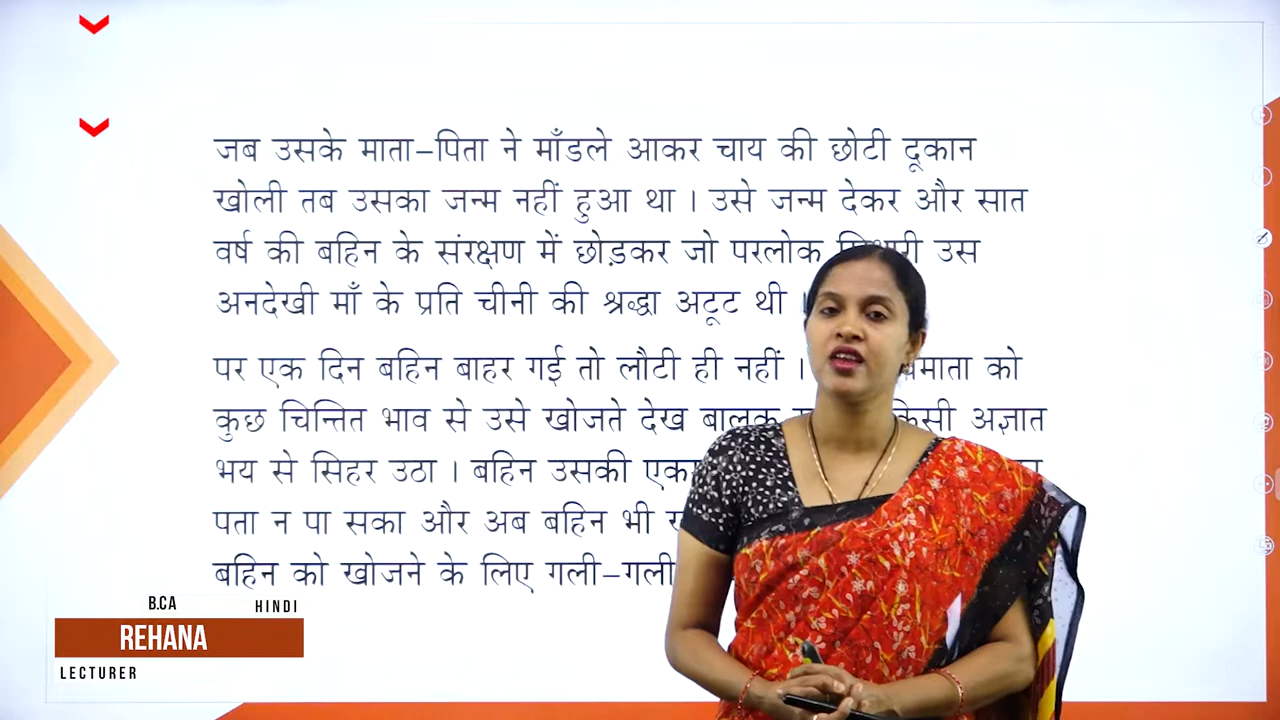 जब उसके माता-पिता ने माँडले आकर चाय की छोटी दूकान
खोली तब उसका जन्म नहीं हुआ था । उसे जन्म देकर और सात
वर्ष की बहिन के संरक्षण में छोड़कर जो परलोक उस
अनदेखी माँ के प्रति चीनी की श्रद्धा अटूट थी
पर एक दिन बहिन बाहर गई तो लौटी ही नहीं । को
कुछ चिन्तित भाव से उसे खोजते देख बालक किसी अज्ञात
भय से सिहर उठा । बहिन उसकी
पता न पा सका और अब बहिन भी
बहिन को खोजने के लिए गली-गली
B.CA HINDI
REHANA
LECTURER